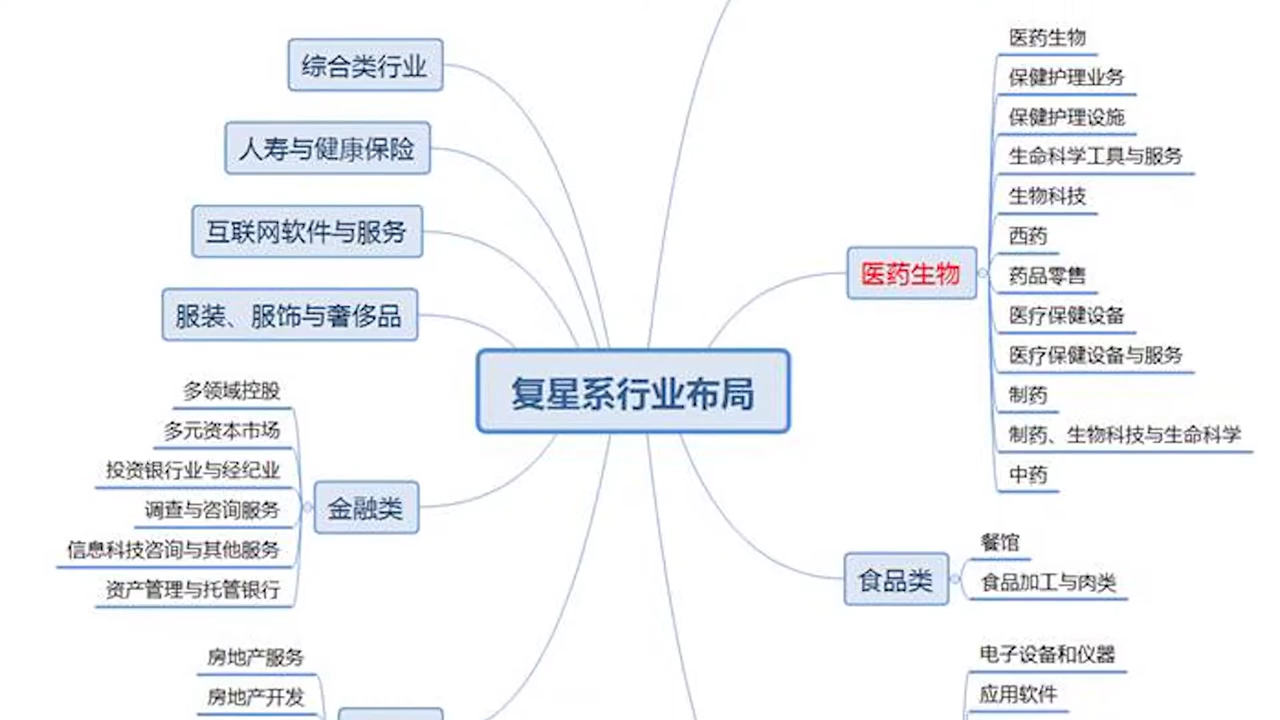 综合类行业
人寿与健康保险
互联网软件与服务
服装、服饰与奢侈品
多领域控股
多元资本市场
投资银行业与经纪业
调查与咨询服务
信息科技咨询与其他服务
资产管理与托管银行
金融类
房地产服务
房地产开发
复星系行业布局
医药生物
医药生物
保健护理业务
保健护理设施
生命科学工具与服务
生物科技
西药
药品零售
医疗保健设备
医疗保健设备与服务
制药
制药、生物科技与生命科学
中药
食品类
餐馆
食品加工与肉类
电子设备和仪器
应用软件